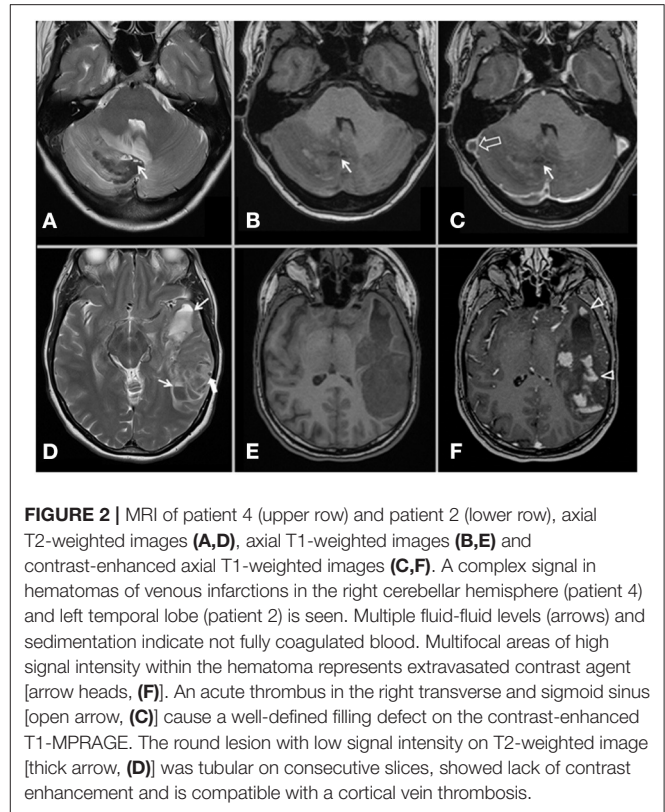 A
B
C
D
E
F
FIGURE 2 | MRI of patient 4 (upper row) and patient 2 (lower row), axial
T2-weighted images (A,D), axial T1-weighted images (B,E) and
contrast-enhanced axial T1-weighted images (C,F). A complex signal in
hematomas of venous infarctions in the right cerebellar hemisphere (patient 4)
and left temporal lobe (patient 2) is seen. Multiple fluid-fluid levels (arrows) and
sedimentation indicate not fully coagulated blood. Multifocal areas of high
signal intensity within the hematoma represents extravasated contrast agent
[arrow heads, (F)]. An acute thrombus in the right transverse and sigmoid sinus
[open arrow, (C)] cause a well-defined filling defect on the contrast-enhanced
T1-MPRAGE. The round lesion with low signal intensity on T2-weighted image
[thick arrow, (D)] was tubular on consecutive slices, showed lack of contrast
enhancement and is compatible with a cortical vein thrombosis.